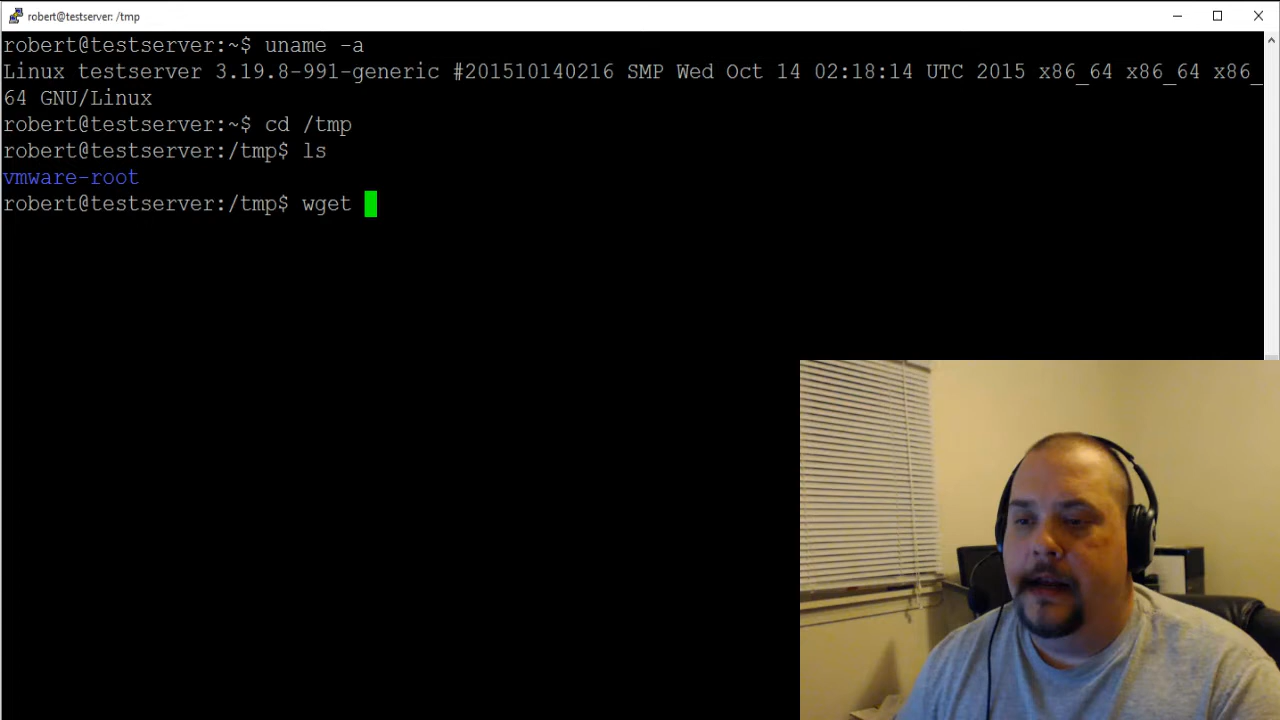 robert@testserver: /tmp
robert@testserver:~$ uname -a
Linux testserver 3.19.8-991-generic #201510140216 SMP Wed Oct 14 02:18:14 UTC 2015 x86_64 x86_64 x86_
64 GNU/Linux
robert@testserver:~$ cd /tmp
robert@testserver:/tmp$ ls
vmware-root
robert@testserver:/tmp$ wget